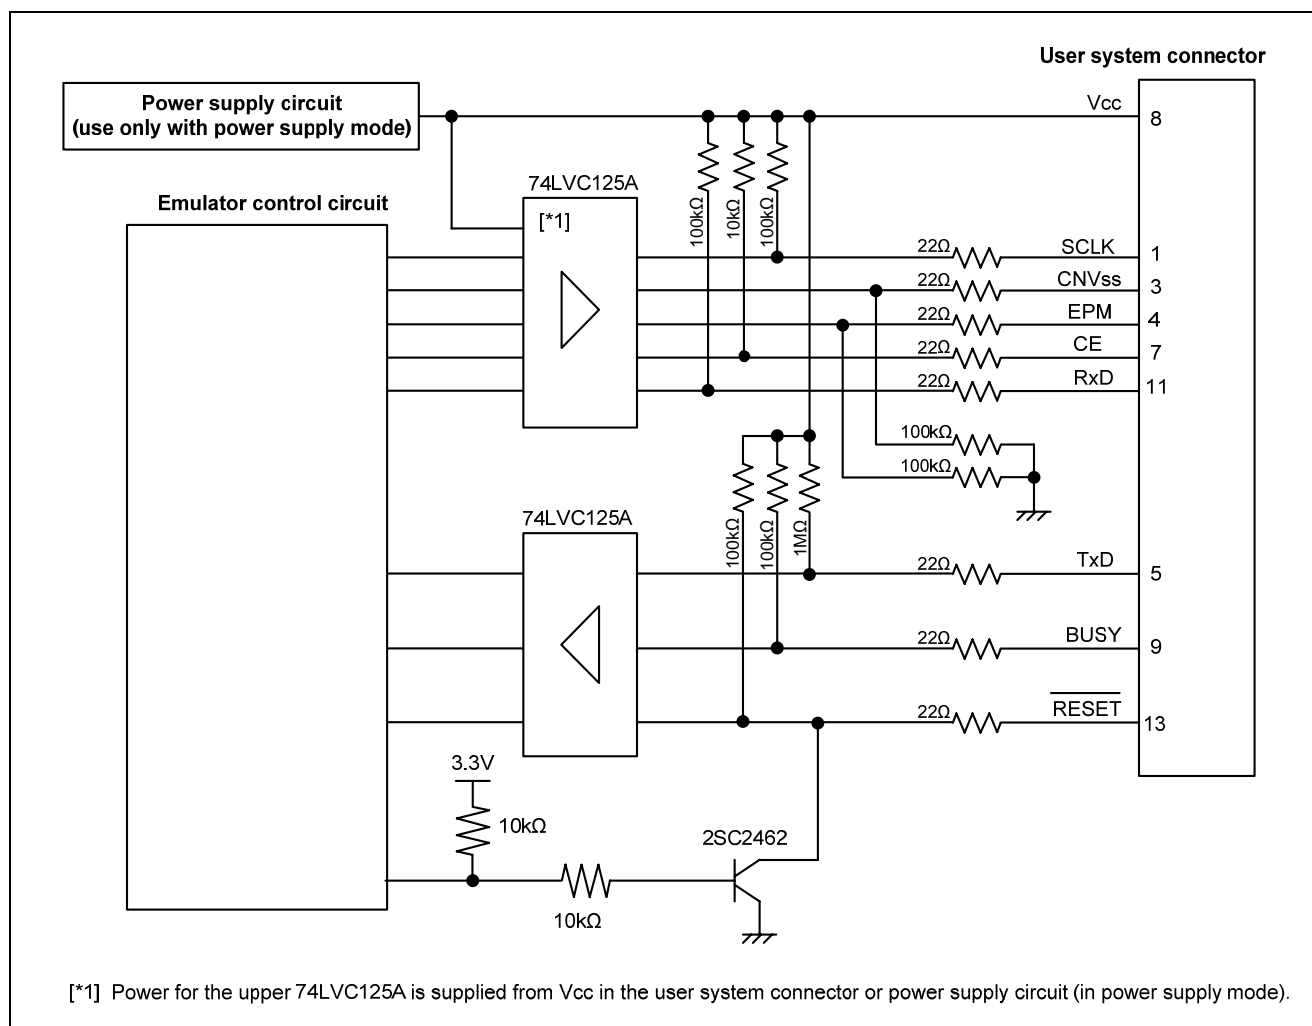 User system connector
Power supply circuit
(use only with power supply mode)
Vcc
8
74LVC125A
Emulator control circuit
[*1]
100kΩ
10kΩ
100kΩ
22Ω
SCLK
1
22Ω
CNVss
3
22Ω
EPM
4
22Ω
CE
7
22Ω
RxD
11
100kΩ
100kΩ
74LVC125A
100kΩ
100kΩ
1MΩ
22Ω
TxD
5
22Ω
BUSY
9
22Ω
RESET
13
3.3V
10kΩ
2SC2462
10kΩ
[*1] Power for the upper 74LVC125A is supplied from Vcc in the user system connector or power supply circuit (in power supply mode).